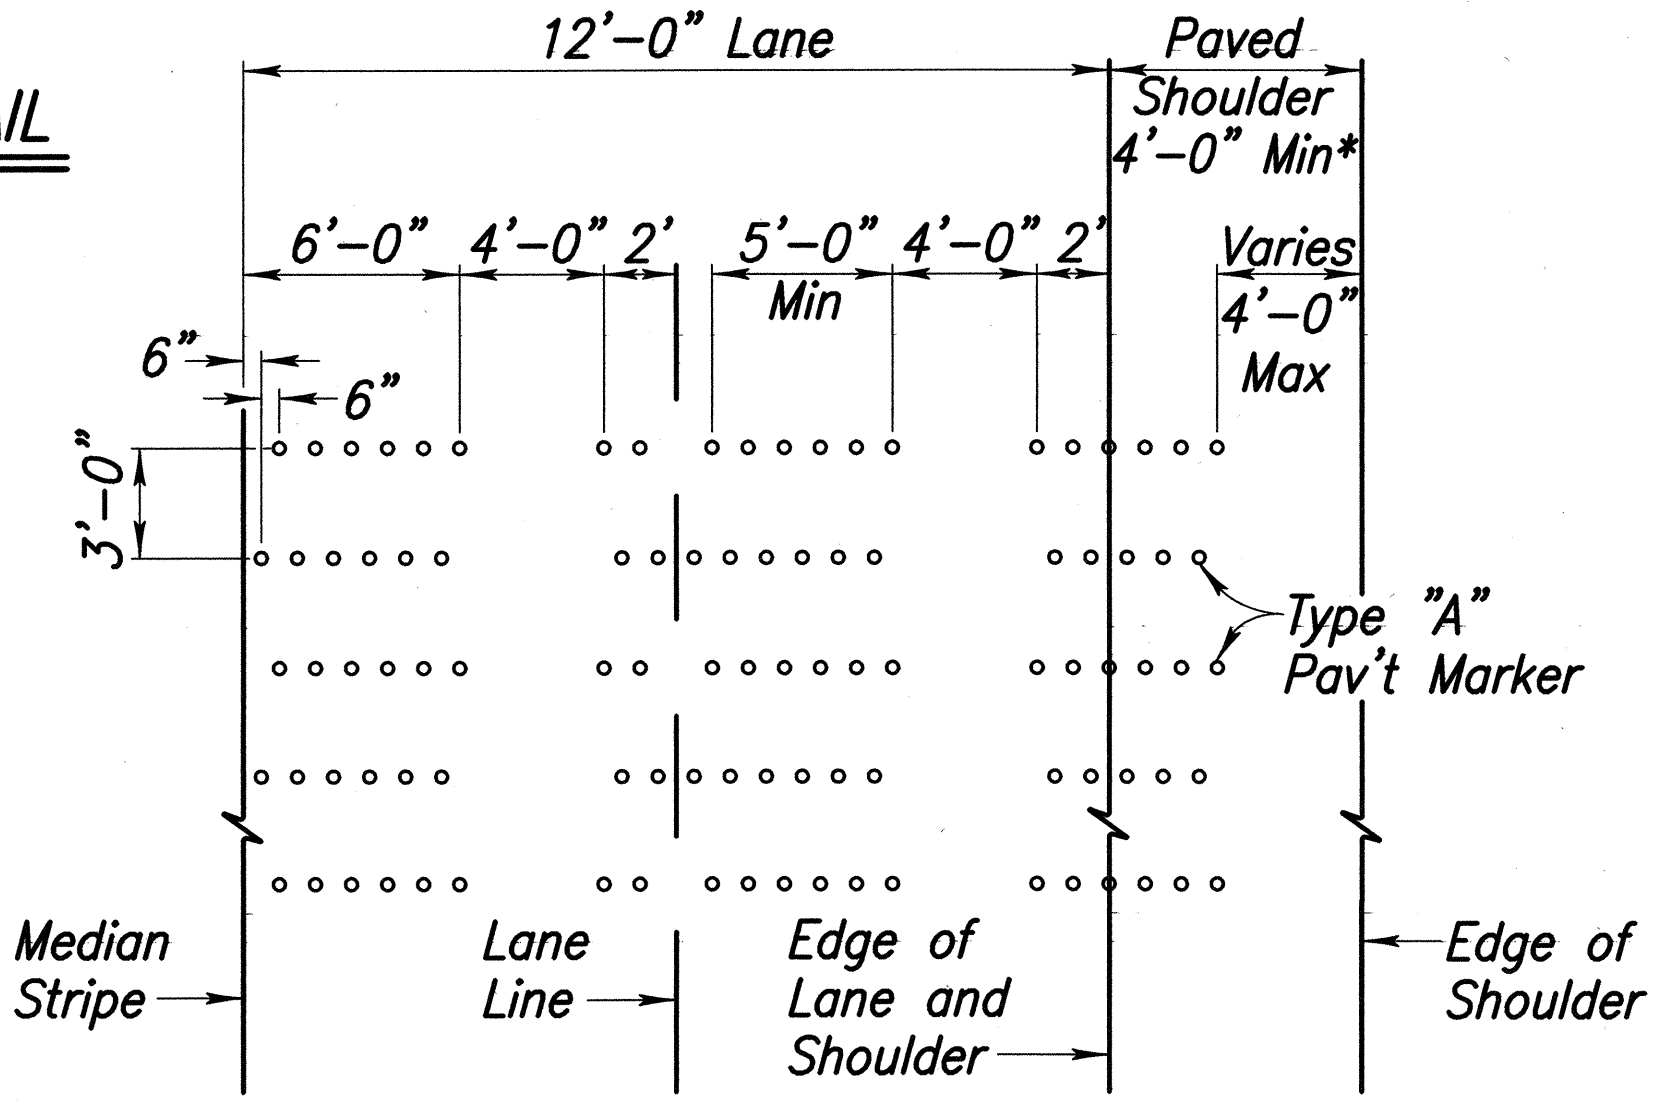 12'-0" Lane
Paved
Shoulder
4'-0" Min*
6'-0" 4'-0" 2' 5'-0" 4'-0" 2'
Min
Varies
4'-0"
Max
6"
6"
3'-0"
Type "A"
Pav't Marker
Median
Stripe
Lane
Line
Edge of
Lane and
Shoulder
Edge of
Shoulder